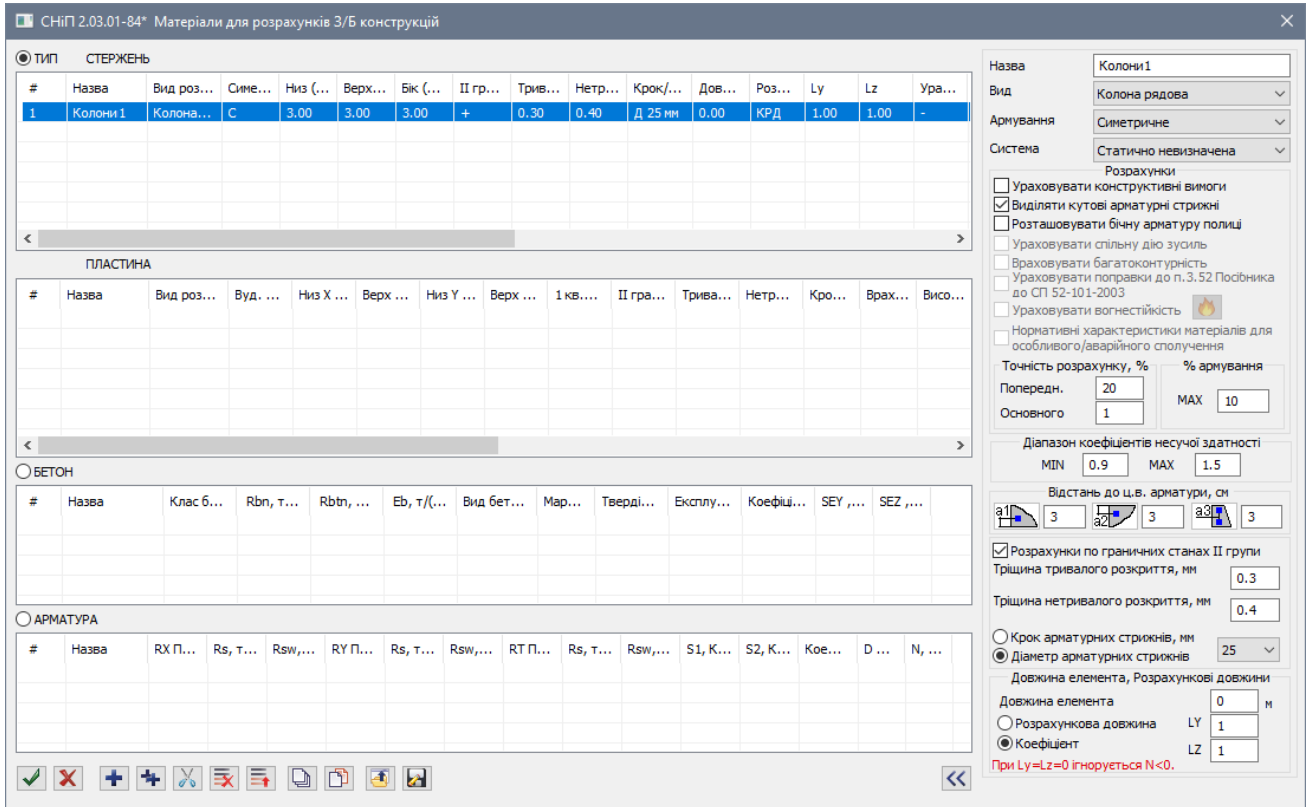 СНіП 2.03.01-84* Матеріали для розрахунків З/Б конструкцій
ТИП СТЕРЖЕНЬ
# Назва Вид роз... Симе... Низ (... Верх... Бік (... II гр... Трив... Нетр... Крок/... Дов... Роз... Ly Lz Ура...
1 Колони1 Колона... С 3.00 3.00 3.00 + 0.30 0.40 Д 25 мм 0.00 КРД 1.00 1.00 -
ПЛАСТИНА
# Назва Вид роз... Вуд. ... Низ X ... Верх ... Низ Y ... Верх ... 1 кв.... II гра... Трива... Нетр... Кро... Врах... Висо...
БЕТОН
# Назва Клас б... Rbn, т... Rbtn, ... Eb, т/(... Вид бет... Мар... Тверді... Експлу... Коефіці... SEY ,... SEZ ,...
АРМАТУРА
# Назва RX П... Rs, т... Rsw,... RY П... Rs, т... Rsw,... RT П... Rs, т... Rsw,... S1, К... S2, К... Кое... D ... N, ...
Назва Колони1
Вид Колона рядова
Армування Симетричне
Система Статично невизначена
Розрахунки
Ураховувати конструктивні вимоги
Виділяти кутові арматурні стрижні
Розташовувати бічну арматуру полиці
Ураховувати спільну дію зусиль
Враховувати багатоконтурність
Ураховувати поправки до п.3.52 Посібника
до СП 52-101-2003
Ураховувати вогнестійкість
Нормативні характеристики матеріалів для
особливого/аварійного сполучення
Точність розрахунку, % % армування
Попередн. 20
MAX 10
Основного 1
Діапазон коефіцієнтів несучої здатності
MIN 0.9 MAX 1.5
Відстань до ц.в. арматури, см
a1 3 a2 3 a3 3
Розрахунки по граничних станах II групи
Тріщина тривалого розкриття, мм
0.3
Тріщина нетривалого розкриття, мм
0.4
Крок арматурних стрижнів, мм
Діаметр арматурних стрижнів 25
Довжина елемента, Розрахункові довжини
Довжина елемента 0 м
Розрахункова довжина LY 1
Коефіцієнт LZ 1
При Ly=Lz=0 ігнорується N<0.